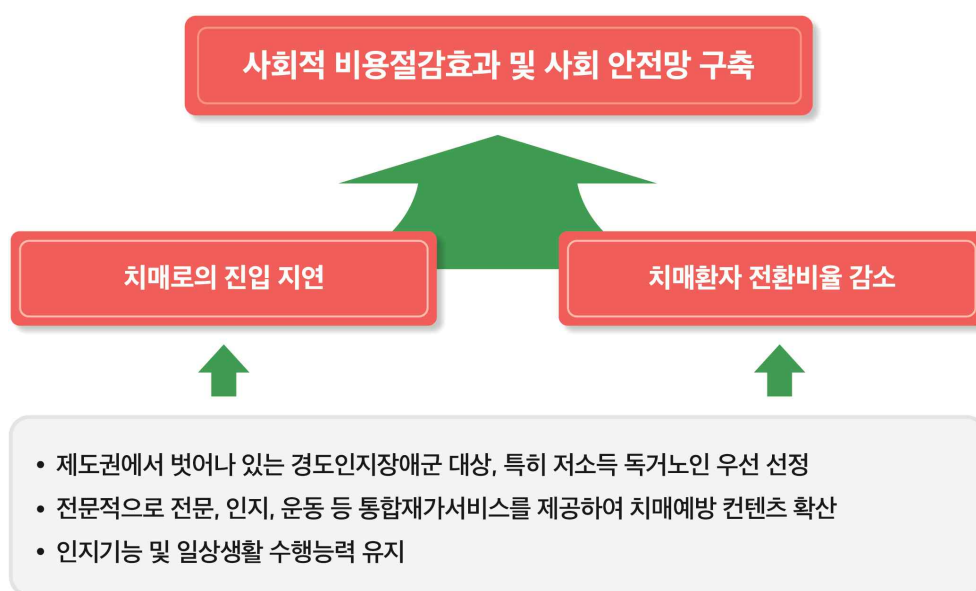 사회적 비용절감효과 및 사회 안전망 구축
치매로의 진입 지연
치매환자 전환비율 감소
• 제도권에서 벗어나 있는 경도인지장애군 대상, 특히 저소득 독거노인 우선 선정
• 전문적으로 전문, 인지, 운동 등 통합재가서비스를 제공하여 치매예방 컨텐츠 확산
• 인지기능 및 일상생활 수행능력 유지